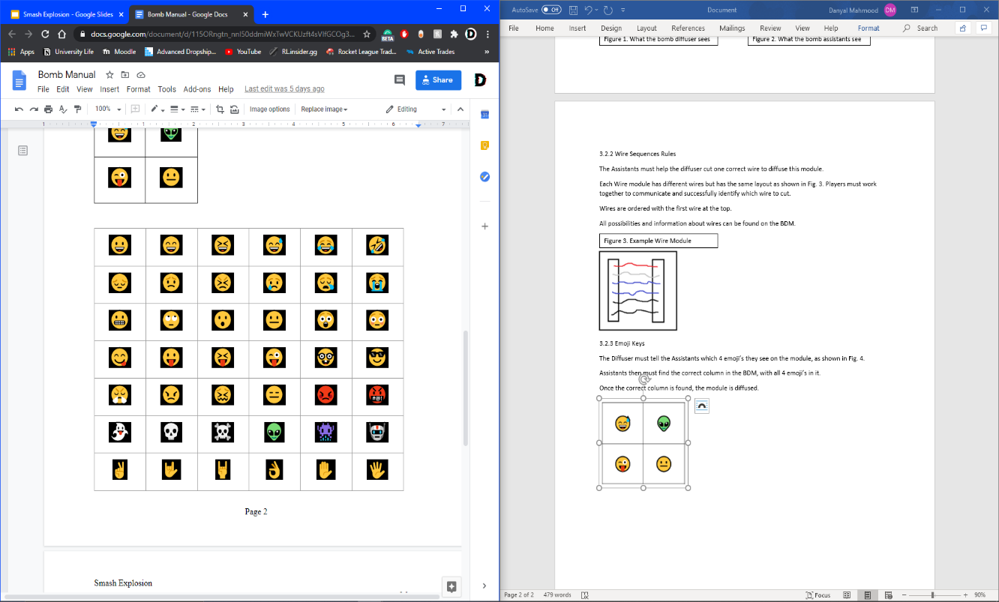 Smash Explosion - Google Slides
Bomb Manual - Google Docs
docs.google.com/document/d/115ORngtn_nnl50ddmiWxTwVCKUzft4sVIfGCOg3...
BETA
Apps
University Life
Moodle
Advanced Dropship...
YouTube
RLinsider.gg
Rocket League Trad...
Active Trades
»
Bomb Manual
Share
File Edit View Insert Format Tools Add-ons Help Last edit was 5 days ago
100%
Image options
Replace image
Editing
1 1 2 3 4 5 6 7
31
#@!
Page 2
Smash Explosion
AutoSave Off
Document
Danyal Mahmood
DM
File Home Insert Design Layout References Mailings Review View Help Format Search
Figure 1. What the bomb diffuser sees
Figure 2. What the bomb assistants see
3.2.2 Wire Sequences Rules
The Assistants must help the diffuser cut one correct wire to diffuse this module.
Each Wire module has different wires but has the same layout as shown in Fig. 3. Players must work
together to communicate and successfully identify which wire to cut.
Wires are ordered with the first wire at the top.
All possibilities and information about wires can be found on the BDM.
Figure 3. Example Wire Module
3.2.3 Emoji Keys
The Diffuser must tell the Assistants which 4 emoji's they see on the module, as shown in Fig. 4.
Assistants then must find the correct column in the BDM, with all 4 emoji's in it.
Once the correct column is found, the module is diffused.
Page 2 of 2
479 words
Focus
90%